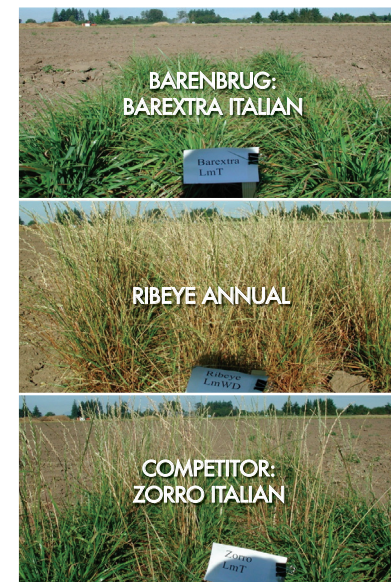 BARENBRUG:
BAREXTRA ITALIAN
Barextra
LmT
RIBEYE ANNUAL
Ribeye
LmWD
COMPETITOR:
ZORRO ITALIAN
Zorro
LmT